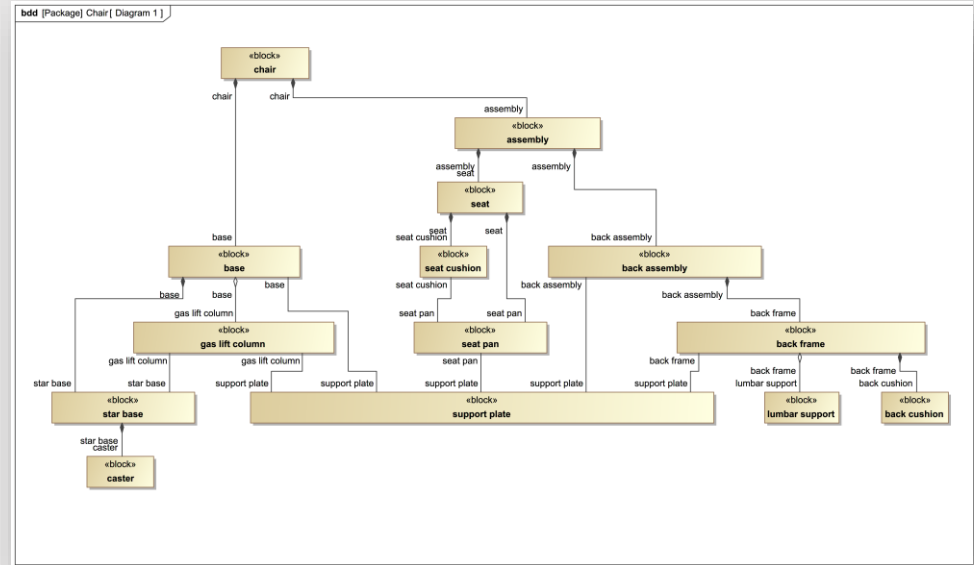 bdd [Package] Chair[ Diagram 1 ]
«block»
chair
chair
chair
assembly
«block»
assembly
assembly
seat
assembly
«block»
seat
seat
seat cushion
seat
base
back assembly
«block»
base
«block»
seat cushion
«block»
back assembly
base
base
base
seat cushion
back assembly
back assembly
gas lift column
seat pan
seat pan
back frame
«block»
gas lift column
«block»
seat pan
«block»
back frame
gas lift column
gas lift column
seat pan
back frame
back frame
back frame
star base
star base
support plate
support plate
support plate
support plate
support plate
lumbar support
back cushion
«block»
star base
«block»
support plate
«block»
lumbar support
«block»
back cushion
star base
caster
«block»
caster